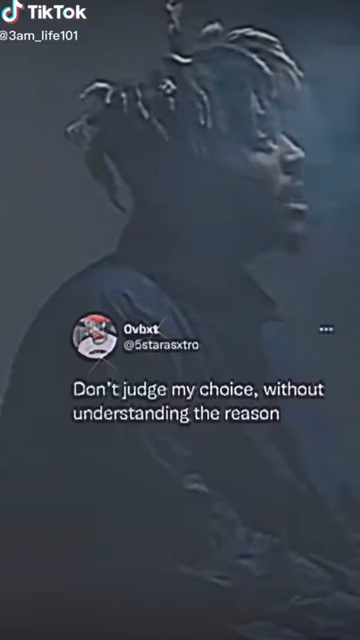 TikTok
@3am_life101
Ovbxt
@5starasxtro
Don't judge my choice, without
understanding the reason